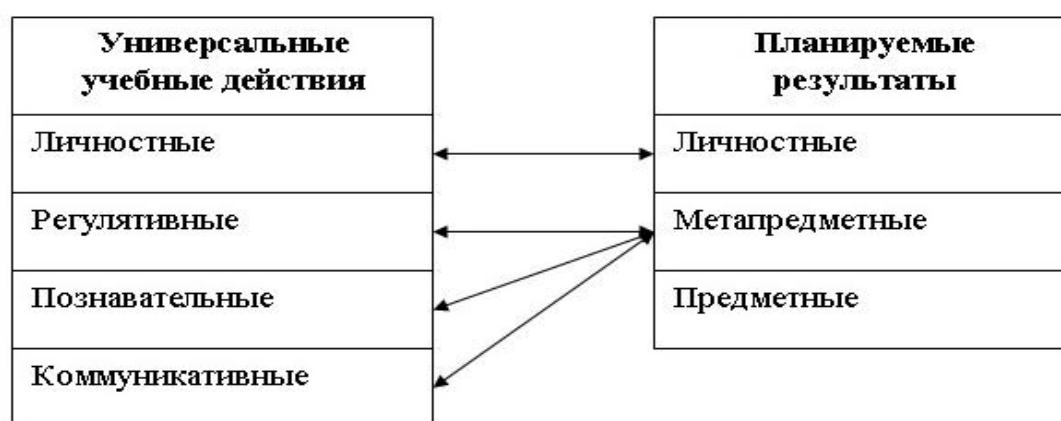 Универсальные
учебные действия
Личностные
Регулятивные
Познавательные
Коммуникативные
Планируемые
результаты
Личностные
Метапредметные
Предметные